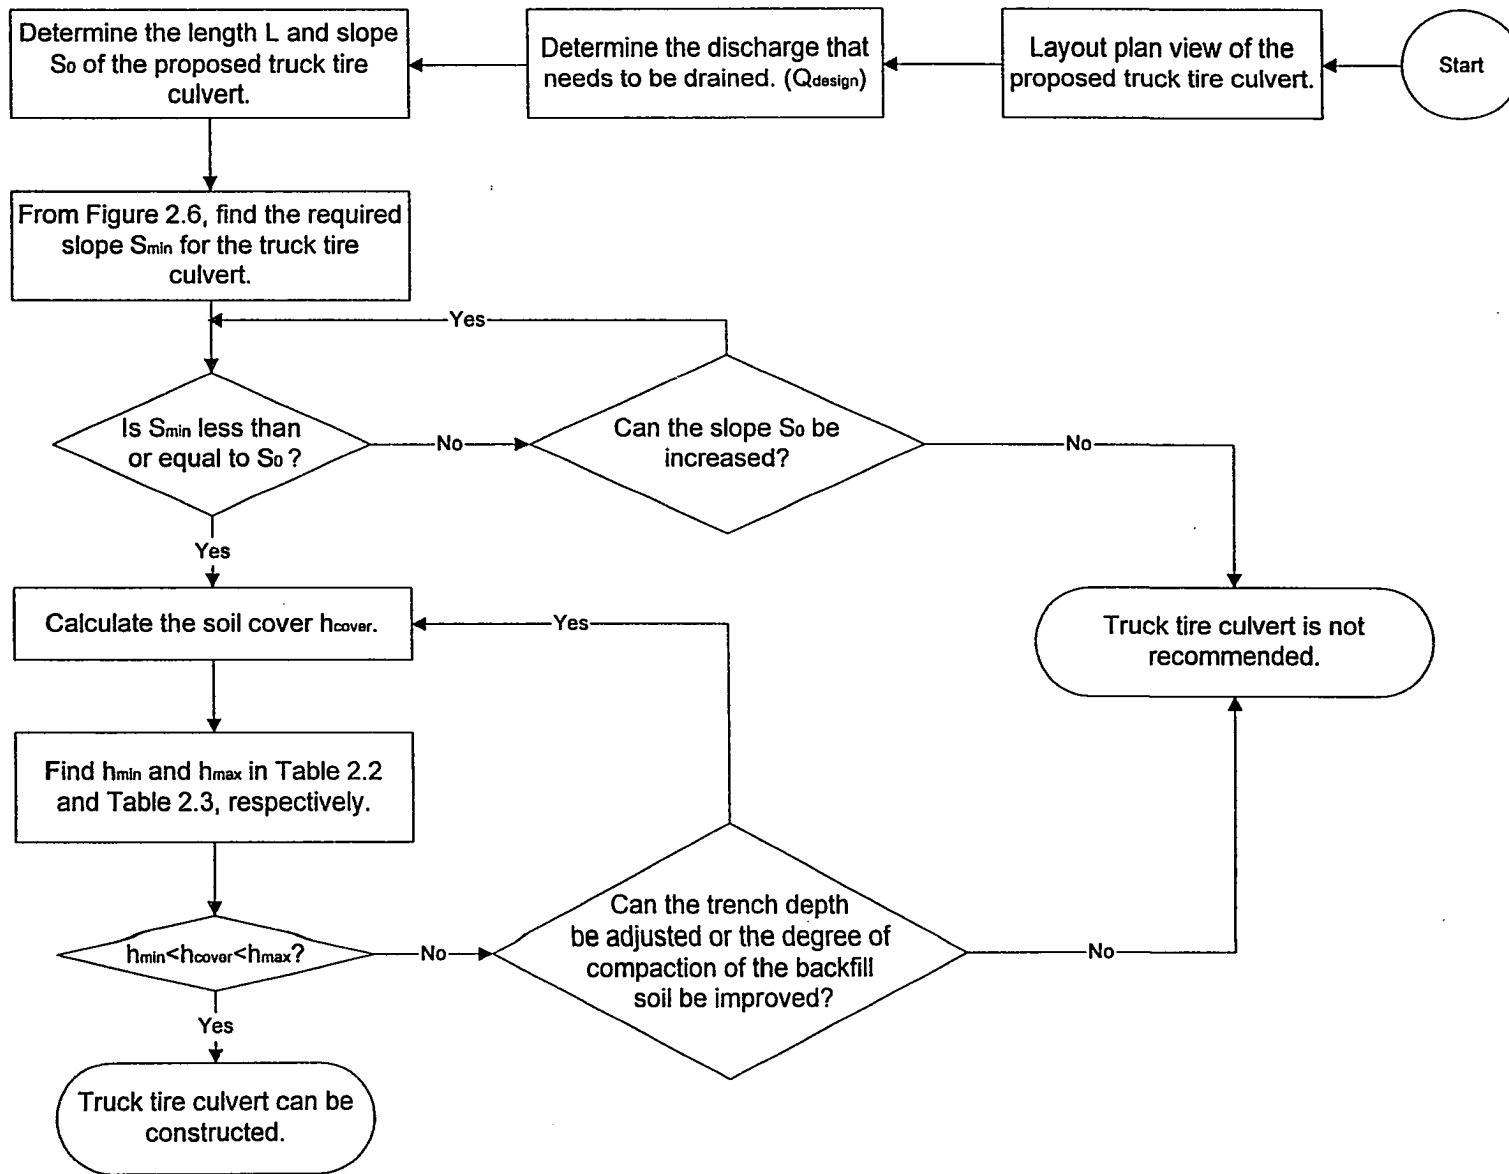 Start
Layout plan view of the
proposed truck tire culvert.
Determine the discharge that
needs to be drained. (Qdesign)
Determine the length L and slope
S0 of the proposed truck tire
culvert.
From Figure 2.6, find the required
slope Smin for the truck tire
culvert.
Yes
Is Smin less than
or equal to S0 ?
No
Can the slope S0 be
increased?
No
Yes
Calculate the soil cover hcover.
Yes
Truck tire culvert is not
recommended.
Find hmin and hmax in Table 2.2
and Table 2.3, respectively.
hmin<hcover<hmax?
No
Can the trench depth
be adjusted or the degree of
compaction of the backfill
soil be improved?
No
Yes
Truck tire culvert can be
constructed.